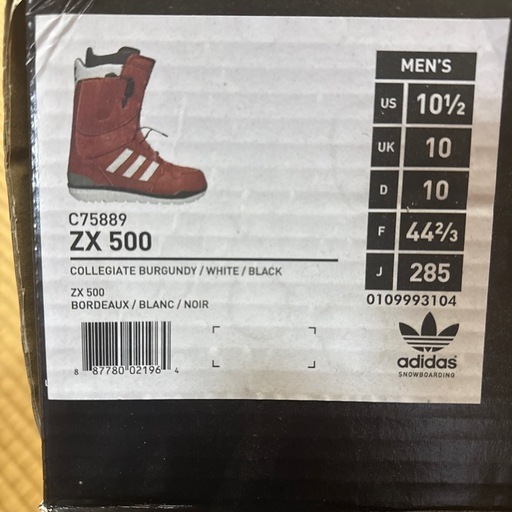 C75889
ZX 500
COLLEGIATE BURGUNDY / WHITE / BLACK
ZX 500
BORDEAUX / BLANC / NOIR
8 87780 02196 4
MEN'S
US 10½
UK 10
D 10
F 44⅔
J 285
0109993104
adidas
SNOWBOARDING